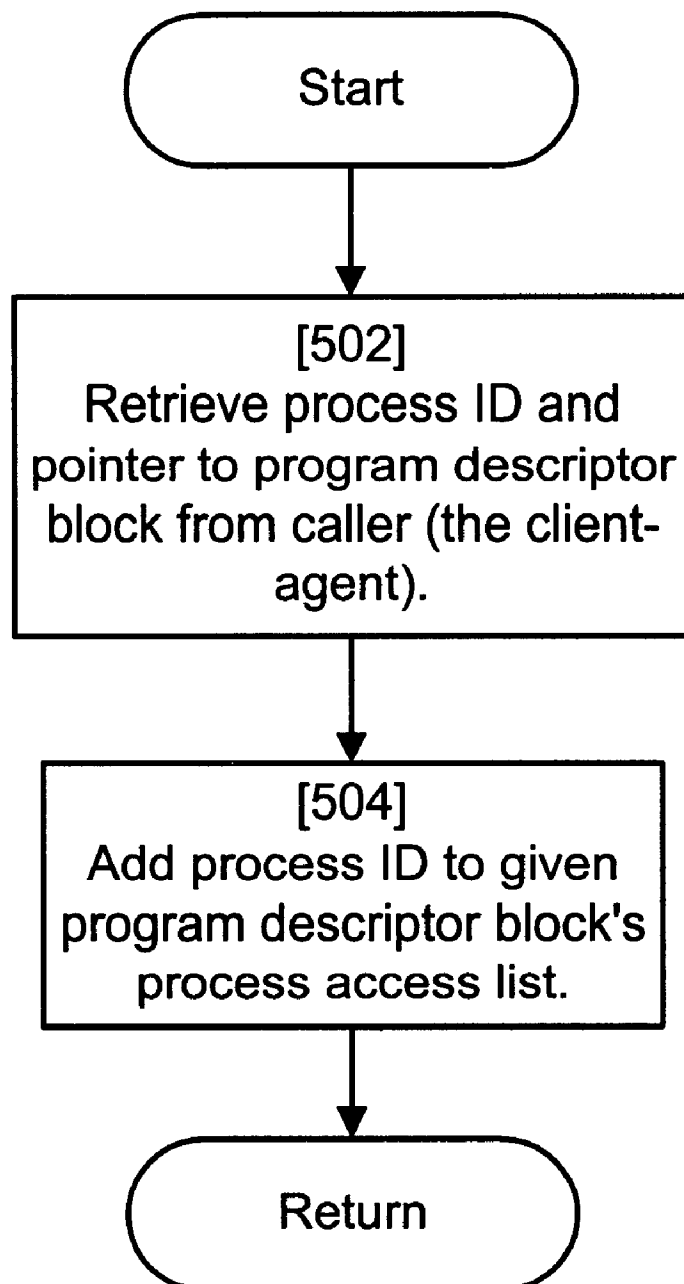 Start
[502]
Retrieve process ID and
pointer to program descriptor
block from caller (the client-
agent).
[504]
Add process ID to given
program descriptor block's
process access list.
Return